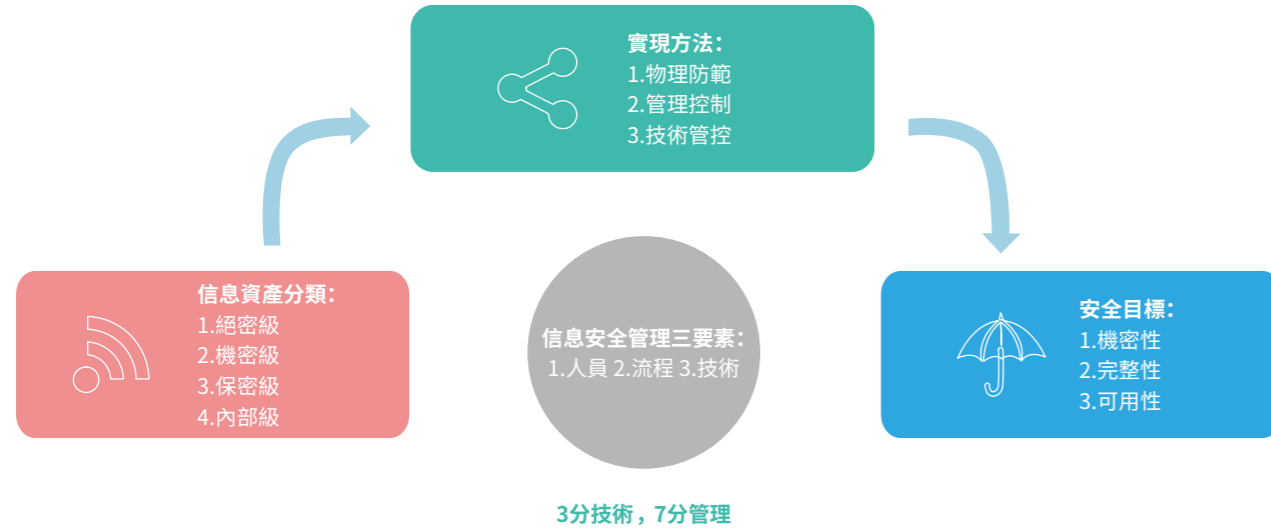 實現方法：
1.物理防範
2.管理控制
3.技術管控
信息資產分類：
1.絕密級
2.機密級
3.保密級
4.內部級
信息安全管理三要素：
1.人員 2.流程 3.技術
安全目標：
1.機密性
2.完整性
3.可用性
3分技術，7分管理